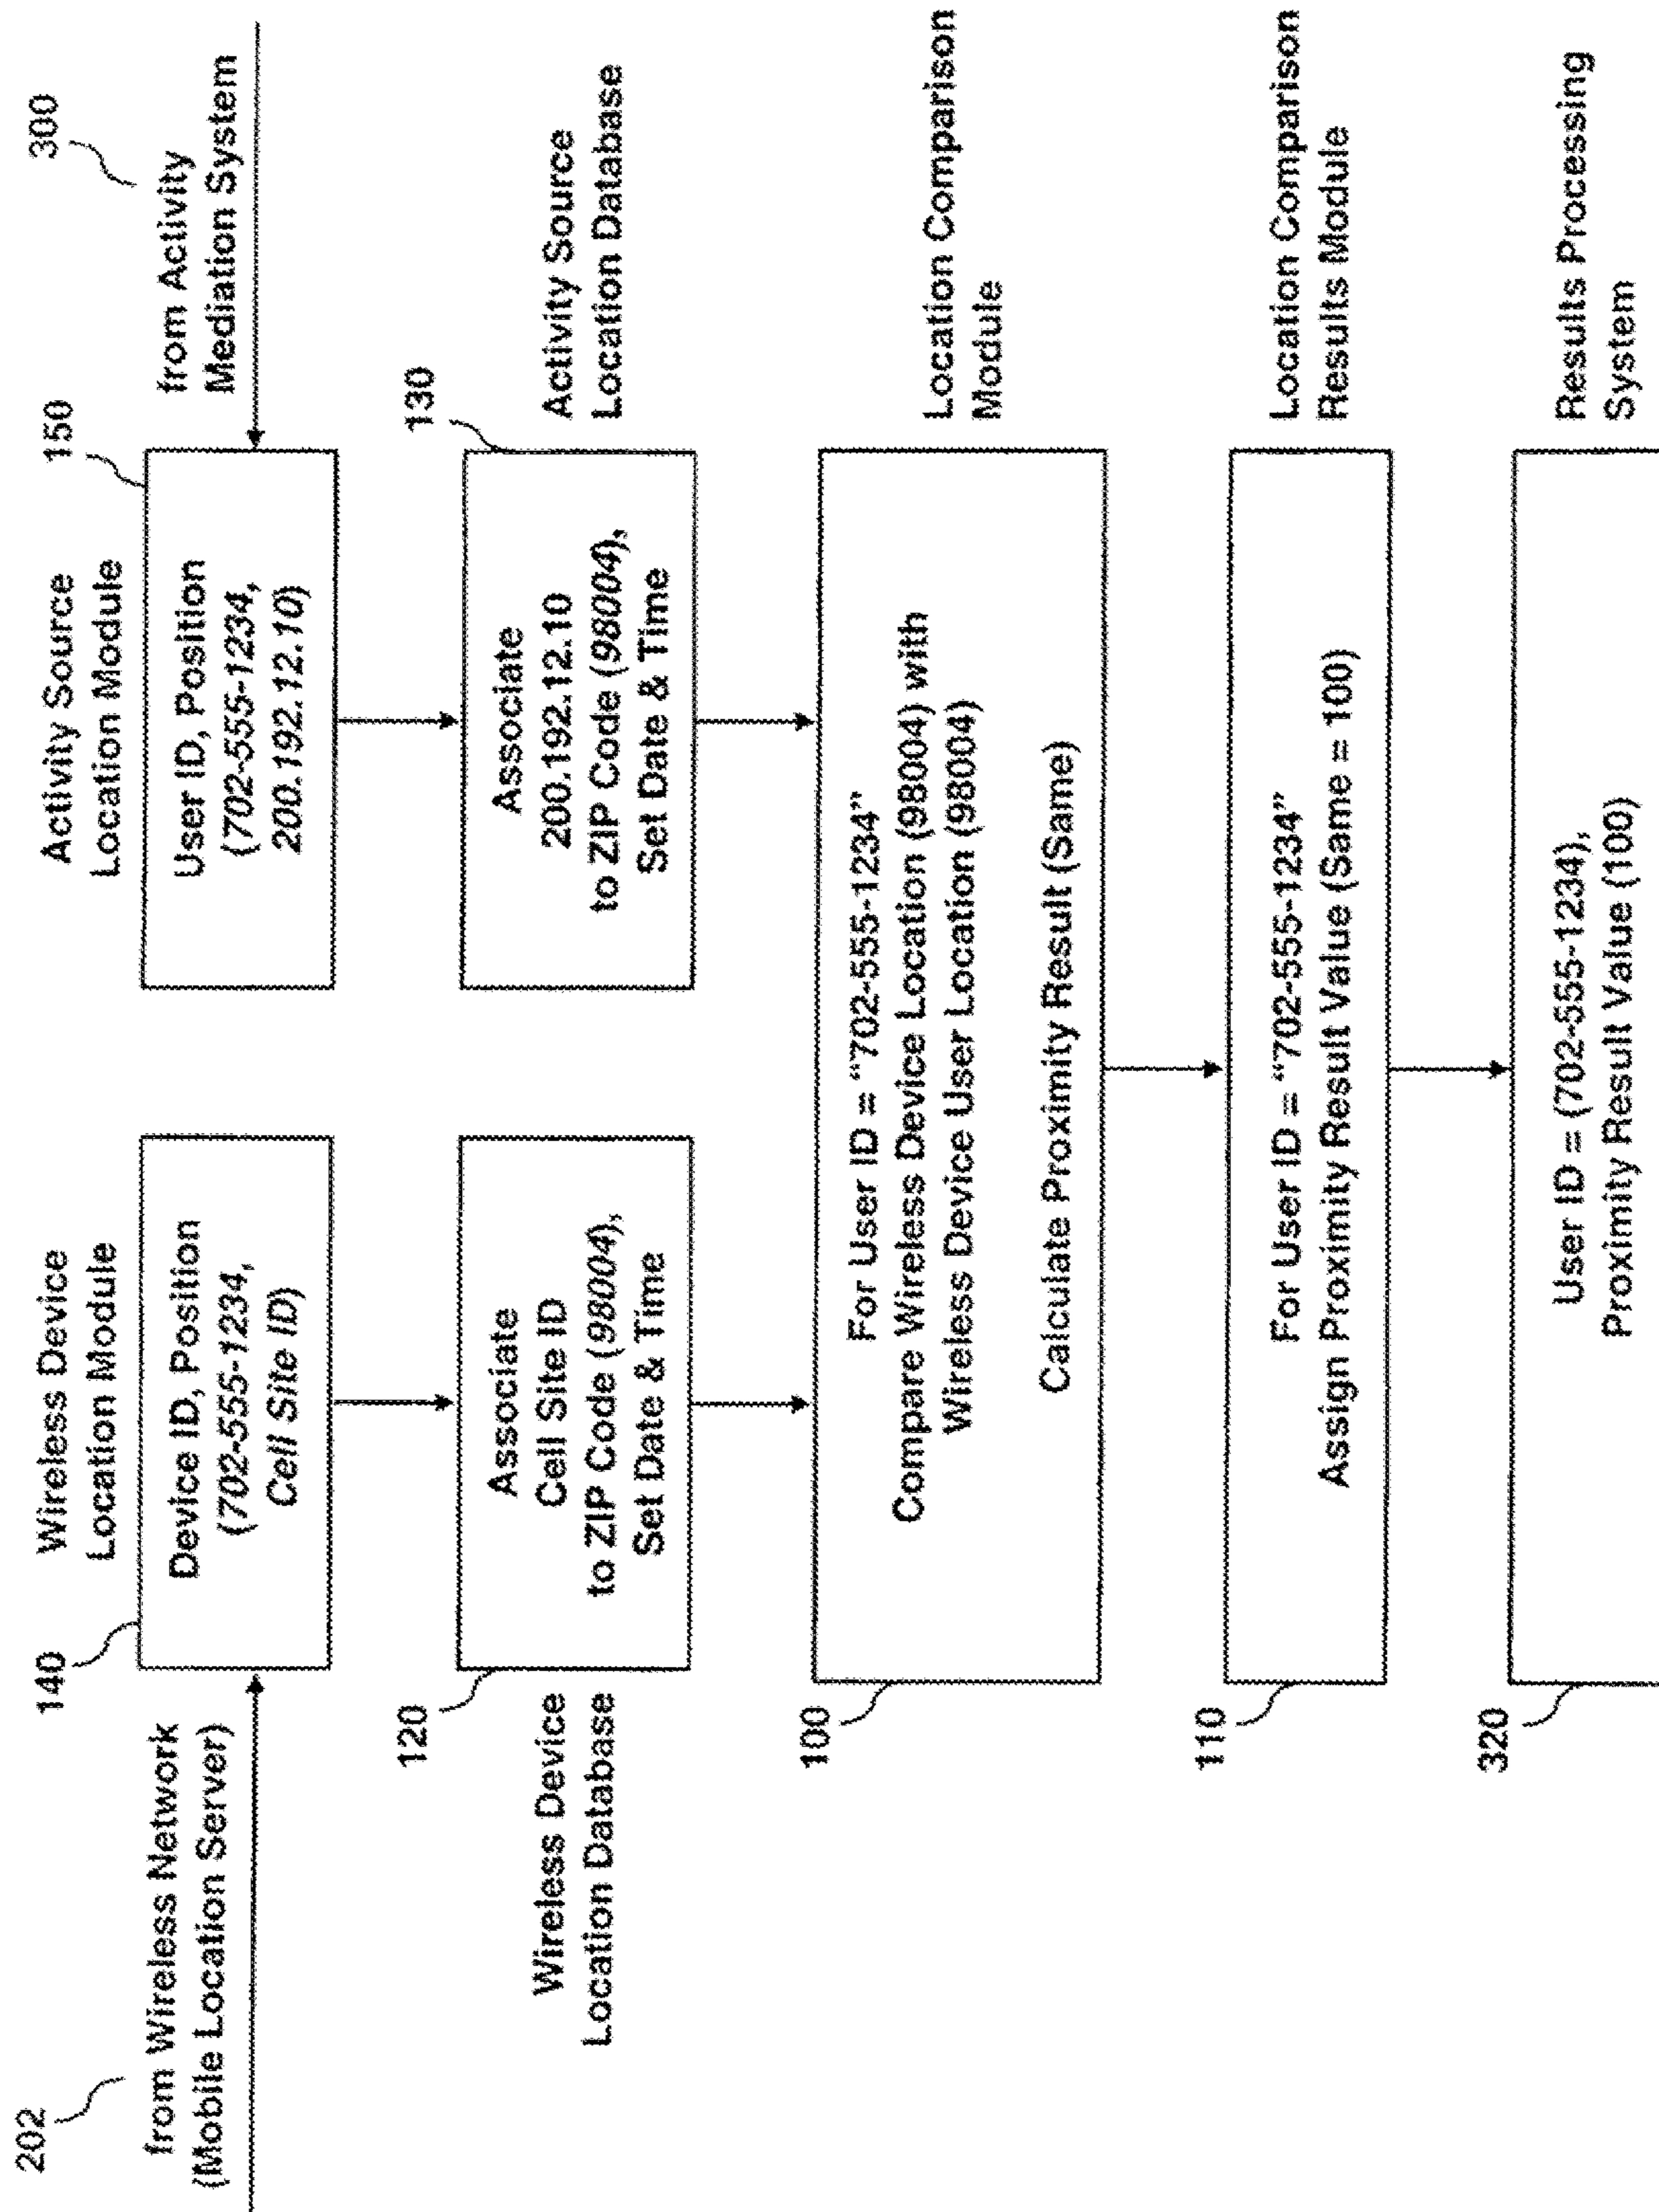 202
from Wireless Network
(Mobile Location Server)
140
Wireless Device
Location Module
Device ID, Position
(702-555-1234,
Cell Site ID)
Activity Source
Location Module
150
User ID, Position
(702-555-1234,
200.192.12.10)
300
from Activity
Mediation System
Wireless Device
Location Database
120
Associate
Cell Site ID
to ZIP Code (98004),
Set Date & Time
Associate
200.192.12.10
to ZIP Code (98004),
Set Date & Time
130
Activity Source
Location Database
100
For User ID = “702-555-1234”
Compare Wireless Device Location (98004) with
Wireless Device User Location (98004)
Calculate Proximity Result (Same)
Location Comparison
Module
110
For User ID = “702-555-1234”
Assign Proximity Result Value (Same = 100)
Location Comparison
Results Module
320
User ID = (702-555-1234),
Proximity Result Value (100)
Results Processing
System